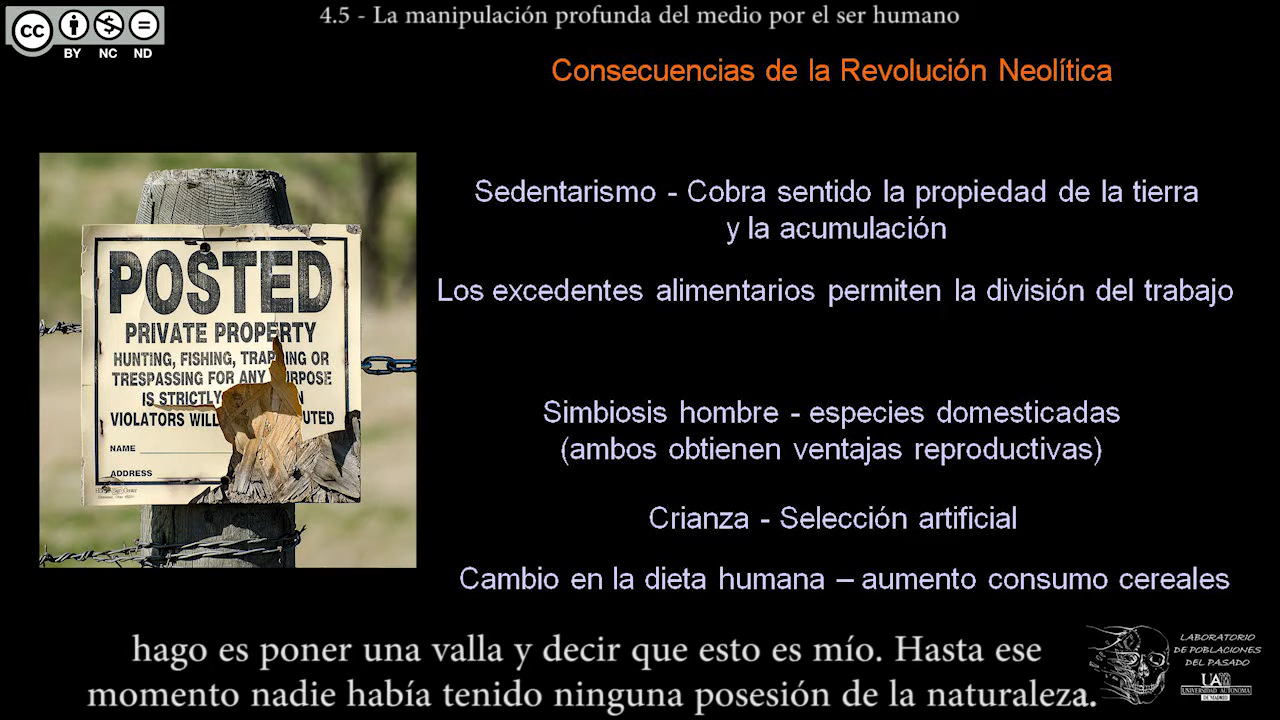 4.5 - La manipulación profunda del medio por el ser humano
cc
BY NC ND
Consecuencias de la Revolución Neolítica
Sedentarismo - Cobra sentido la propiedad de la tierra
y la acumulación
Los excedentes alimentarios permiten la división del trabajo
Simbiosis hombre - especies domesticadas
(ambos obtienen ventajas reproductivas)
Crianza - Selección artificial
Cambio en la dieta humana – aumento consumo cereales
POSTED
PRIVATE PROPERTY
HUNTING, FISHING, TRAPPING OR
TRESPASSING FOR ANY PURPOSE
IS STRICTLY
VIOLATORS WILL
NAME
ADDRESS
hago es poner una valla y decir que esto es mío. Hasta ese
momento nadie había tenido ninguna posesión de la naturaleza.
LABORATORIO
DE POBLACIONES
DEL PASADO
UAM
UNIVERSIDAD AUTONOMA
DE MADRID